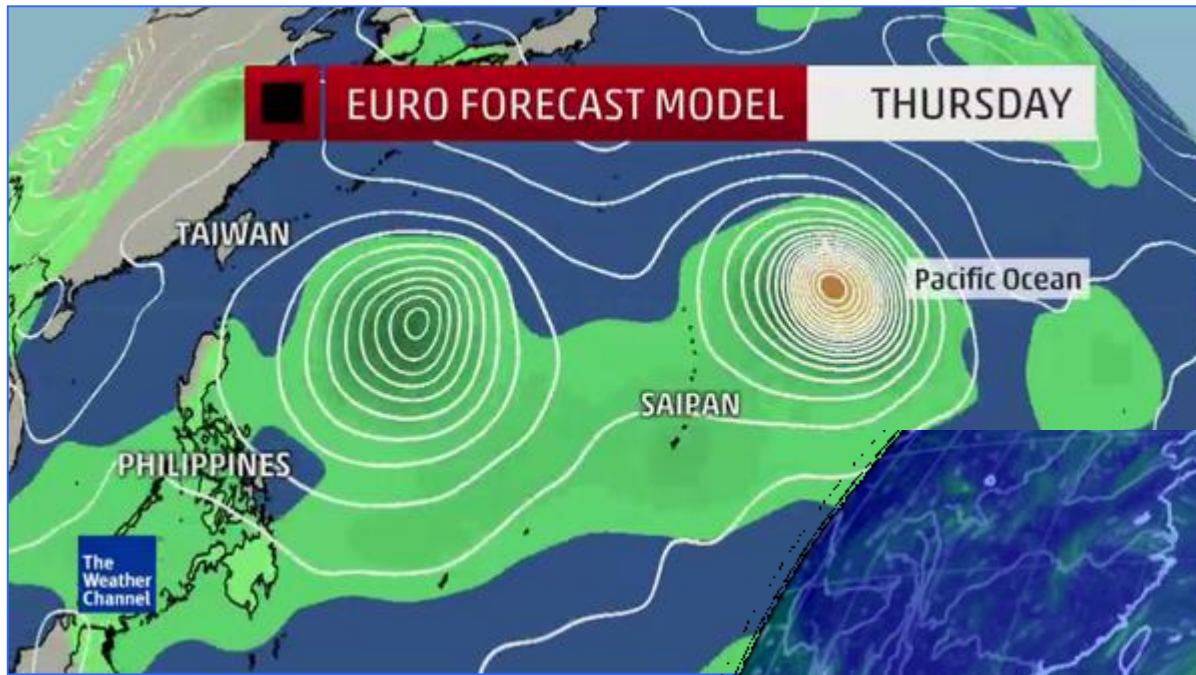 EURO FORECAST MODEL THURSDAY
TAIWAN
Pacific Ocean
SAIPAN
PHILIPPINES
The
Weather
Channel